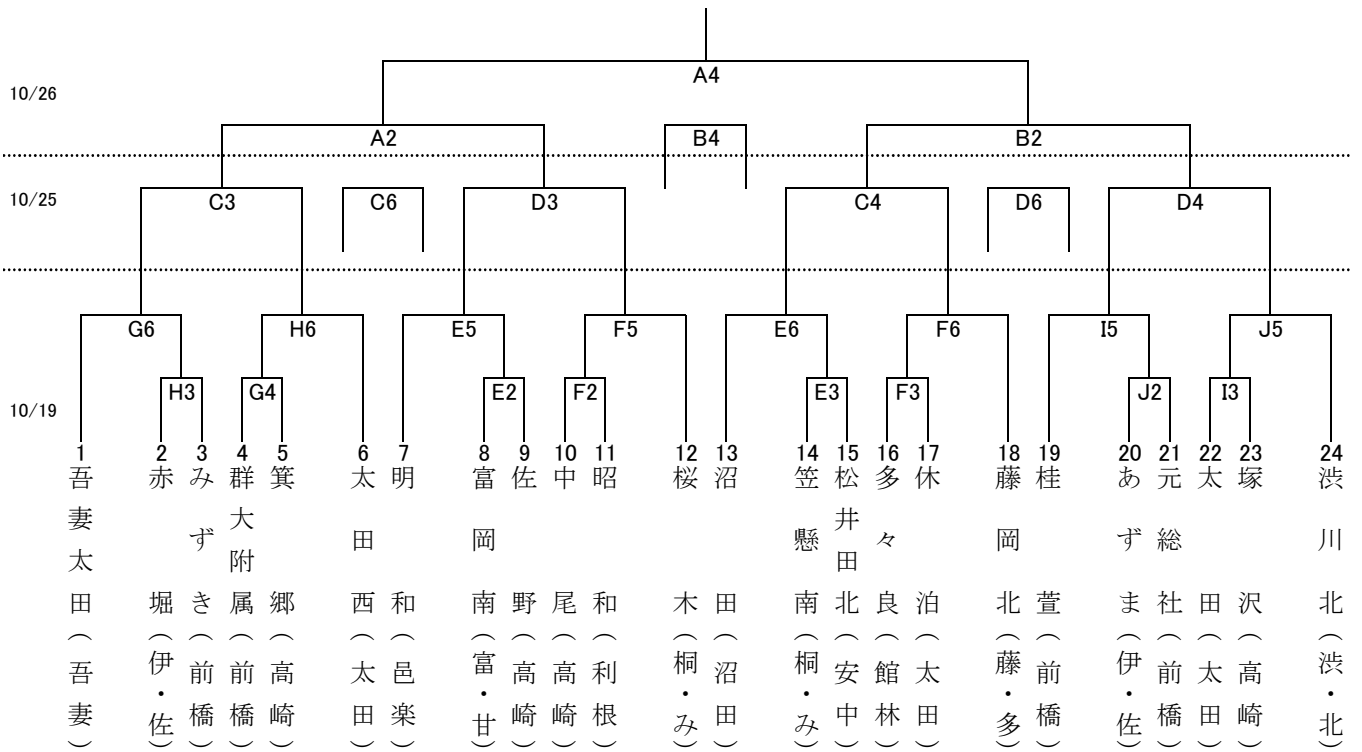 A4
10/26
A2
B4
B2
10/25
C3
C6
D3
C4
D6
D4
G6
H6
E5
F5
E6
F6
I5
J5
10/19
H3
G4
E2
F2
E3
F3
J2
I3
1
2
3
4
5
6
7
8
9
10
11
12
13
14
15
16
17
18
19
20
21
22
23
24
吾妻太田(吾妻)
赤堀(伊・佐)
みずき(前橋)
群大附属(前橋)
箕郷(高崎)
太田西(太田)
明和(邑楽)
富岡南(富・甘)
佐野(高崎)
中尾(高崎)
昭和(利根)
桜木(桐・み)
沼田(沼田)
笠懸南(桐・み)
松井田北(安中)
多々良(館林)
休泊(太田)
藤岡北(藤・多)
桂萱(前橋)
あずま(伊・佐)
元総社(前橋)
太田(太田)
塚沢(高崎)
渋川北(渋・北)